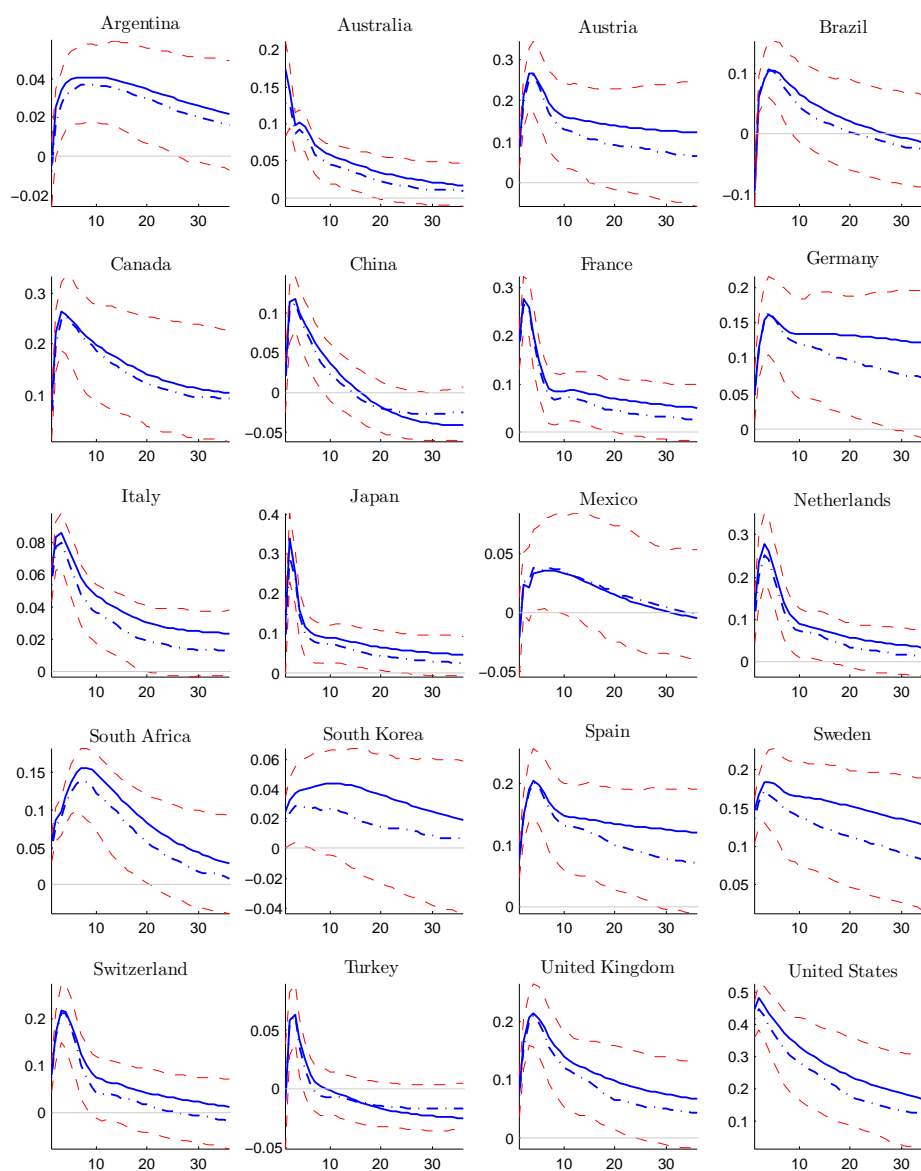 Argentina
0.04
0.02
0
−0.02
10 20 30
Australia
0.2
0.15
0.1
0.05
0
10 20 30
Austria
0.3
0.2
0.1
0
10 20 30
Brazil
0.1
0
−0.1
10 20 30
Canada
0.3
0.2
0.1
10 20 30
China
0.1
0.05
0
−0.05
10 20 30
France
0.3
0.2
0.1
0
10 20 30
Germany
0.2
0.15
0.1
0.05
0
10 20 30
Italy
0.08
0.06
0.04
0.02
0
10 20 30
Japan
0.4
0.3
0.2
0.1
0
10 20 30
Mexico
0.05
0
−0.05
10 20 30
Netherlands
0.3
0.2
0.1
0
10 20 30
South Africa
0.15
0.1
0.05
0
10 20 30
South Korea
0.06
0.04
0.02
0
−0.02
−0.04
10 20 30
Spain
0.2
0.1
0
10 20 30
Sweden
0.2
0.15
0.1
0.05
10 20 30
Switzerland
0.2
0.1
0
10 20 30
Turkey
0.05
0
−0.05
10 20 30
United Kingdom
0.2
0.1
0
10 20 30
United States
0.5
0.4
0.3
0.2
0.1
10 20 30